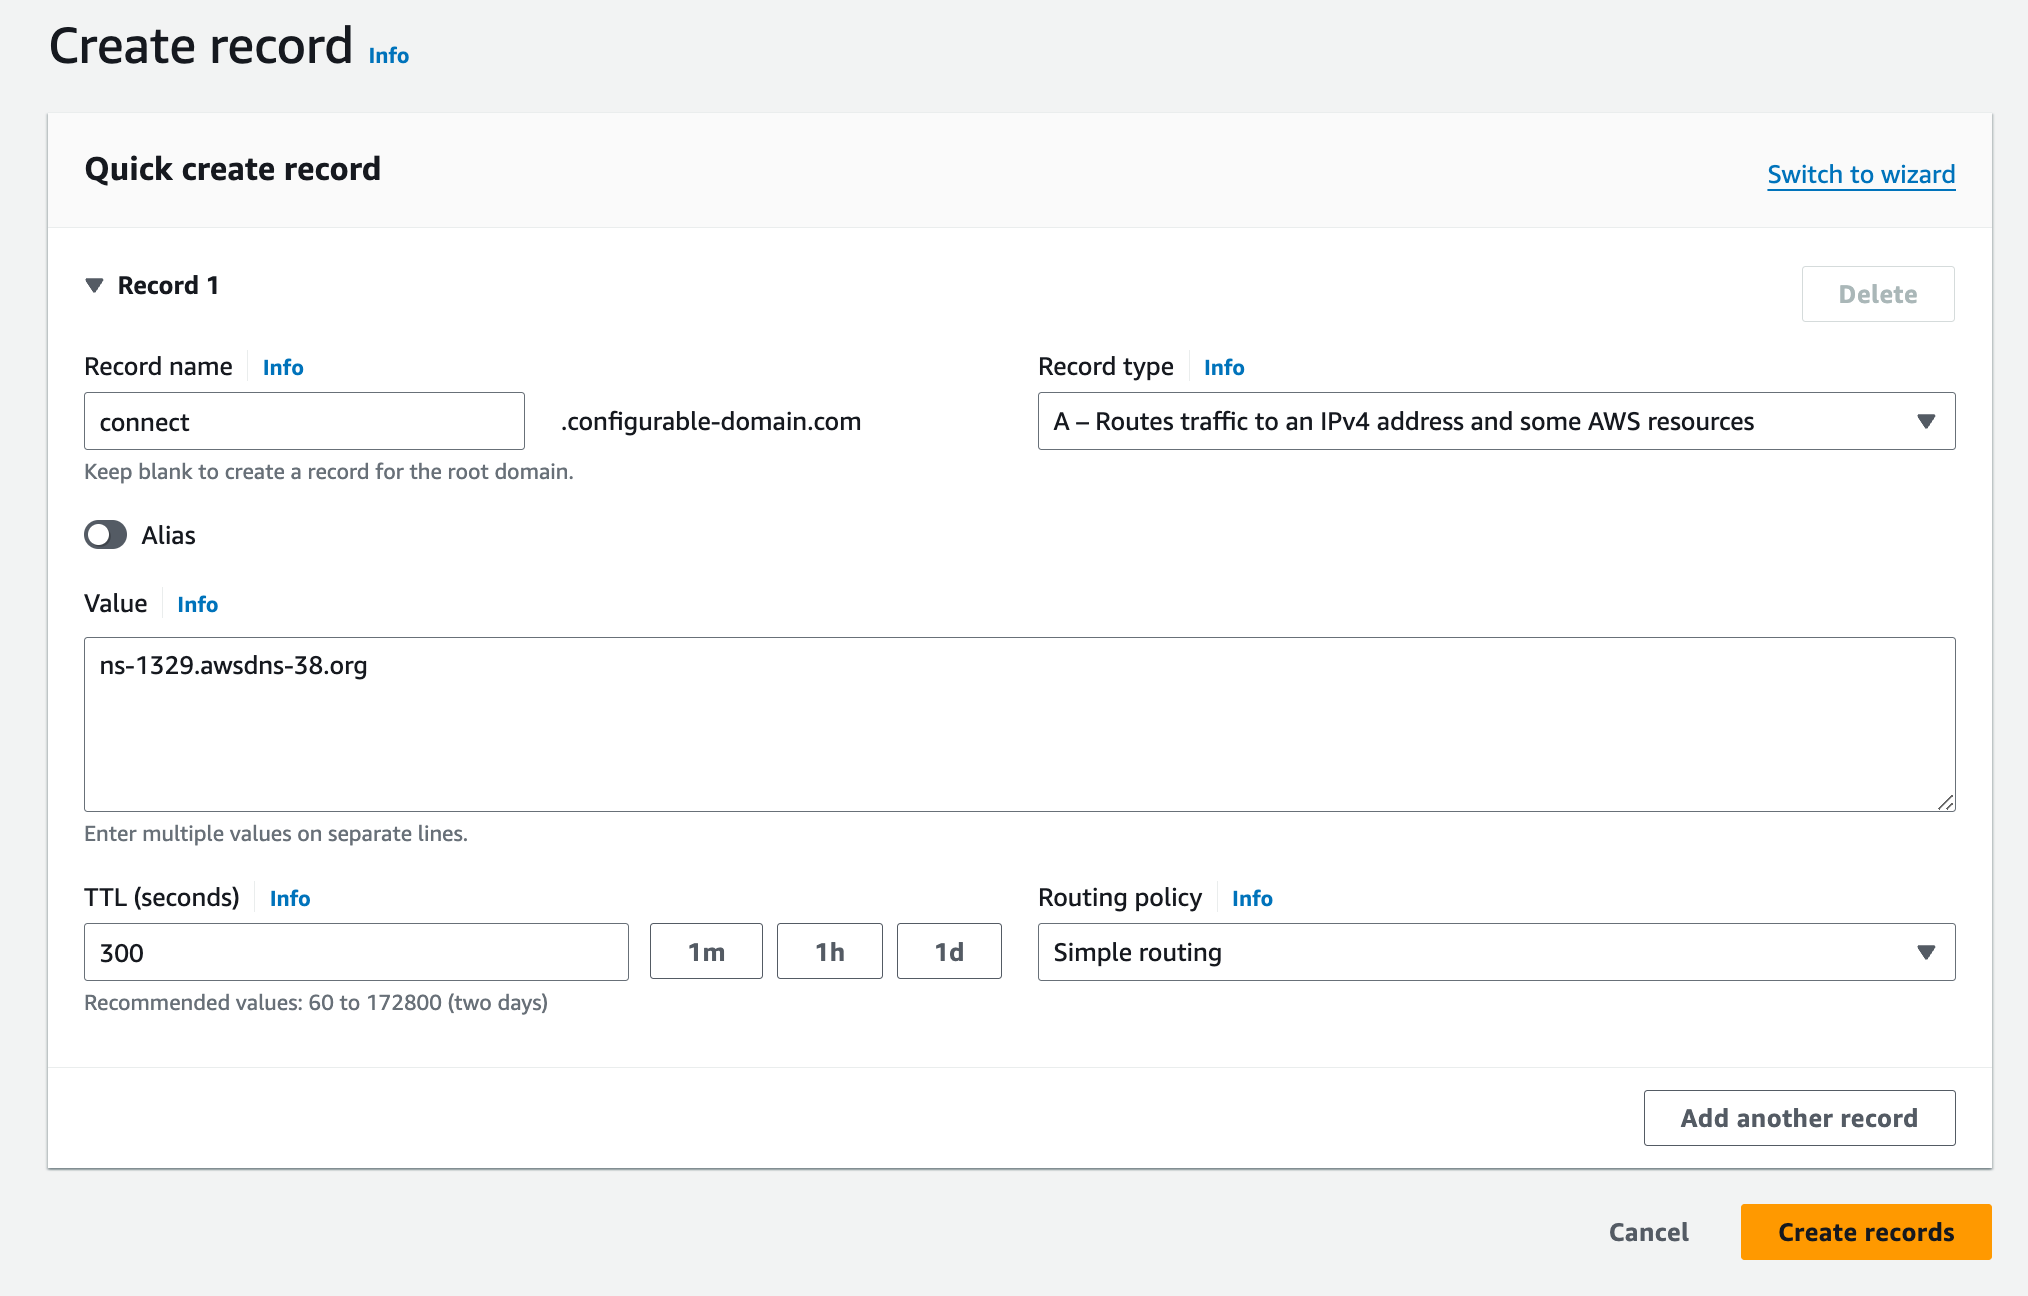 Create record Info
Quick create record
Switch to wizard
Record 1
Delete
Record name Info
Record type Info
connect .configurable-domain.com
A – Routes traffic to an IPv4 address and some AWS resources
Keep blank to create a record for the root domain.
Alias
Value Info
ns-1329.awsdns-38.org
Enter multiple values on separate lines.
TTL (seconds) Info
Routing policy Info
300 1m 1h 1d
Simple routing
Recommended values: 60 to 172800 (two days)
Add another record
Cancel Create records